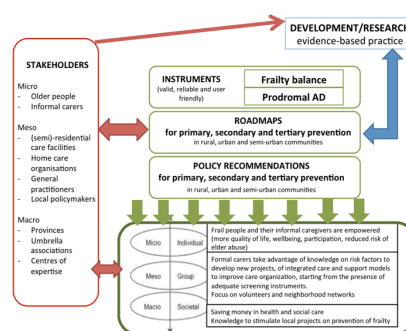 DEVELOPMENT/RESEARCH
evidence-based practice
STAKEHOLDERS
Micro
- Older people
- Informal carers
Meso
- (semi)-residential
care facilities
- Home care
organisations
- General
practitioners
- Local policymakers
Macro
- Provinces
- Umbrella
associations
- Centres of
expertise
INSTRUMENTS
(valid, reliable and user
friendly)
Frailty balance
Prodromal AD
ROADMAPS
for primary, secondary and tertiary prevention
in rural, urban and semi-urban communities
POLICY RECOMMENDATIONS
for primary, secondary and tertiary prevention
in rural, urban and semi-urban communities
Micro Individual
Frail people and their informal caregivers are empowered
(more quality of life, wellbeing, participation, reduced risk of
elder abuse)
Meso Group
Formal carers take advantage of knowledge on risk factors to
develop new projects, of integrated care and support models
to improve care organization, starting from the presence of
adequate screening instruments.
Focus on volunteers and neighborhood networks
Macro Societal
Saving money in health and social care
Knowledge to stimulate local projects on prevention of frailty